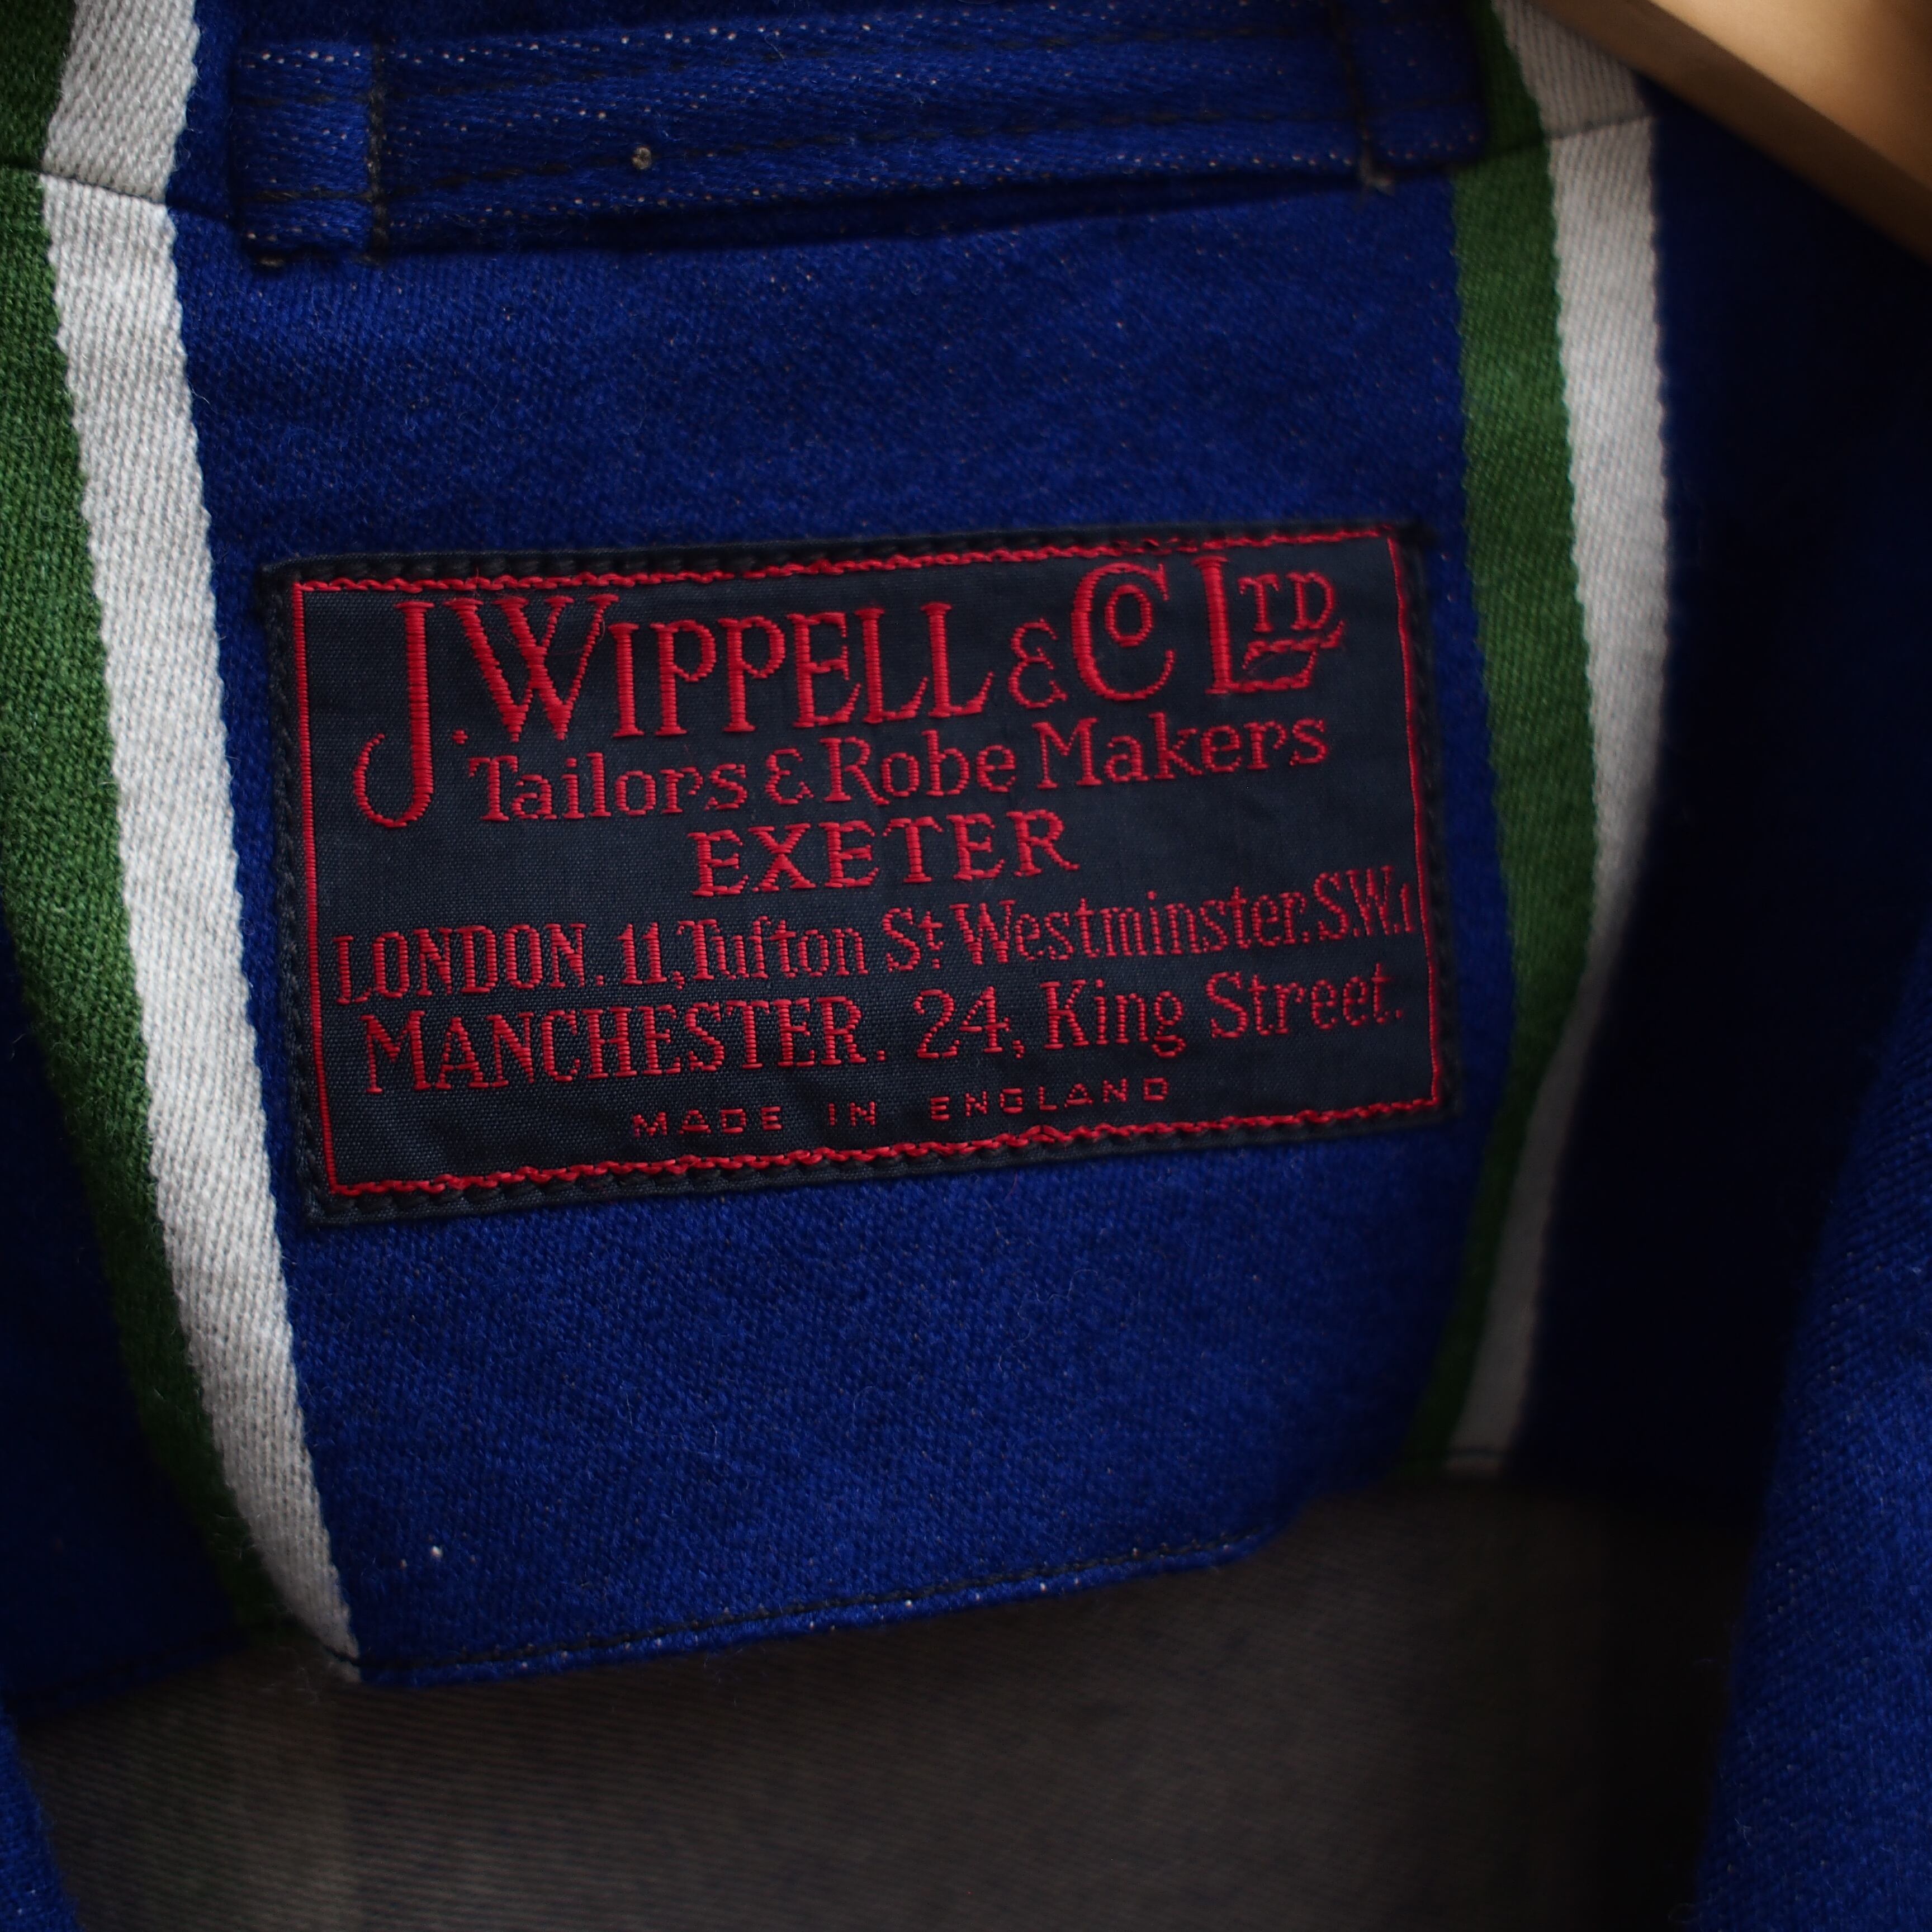 J. WIPPELL & CO LTD
Tailors & Robe Makers
EXETER
LONDON. 11, Tufton St. Westminster. S.W.1
MANCHESTER. 24, King Street.
MADE IN ENGLAND